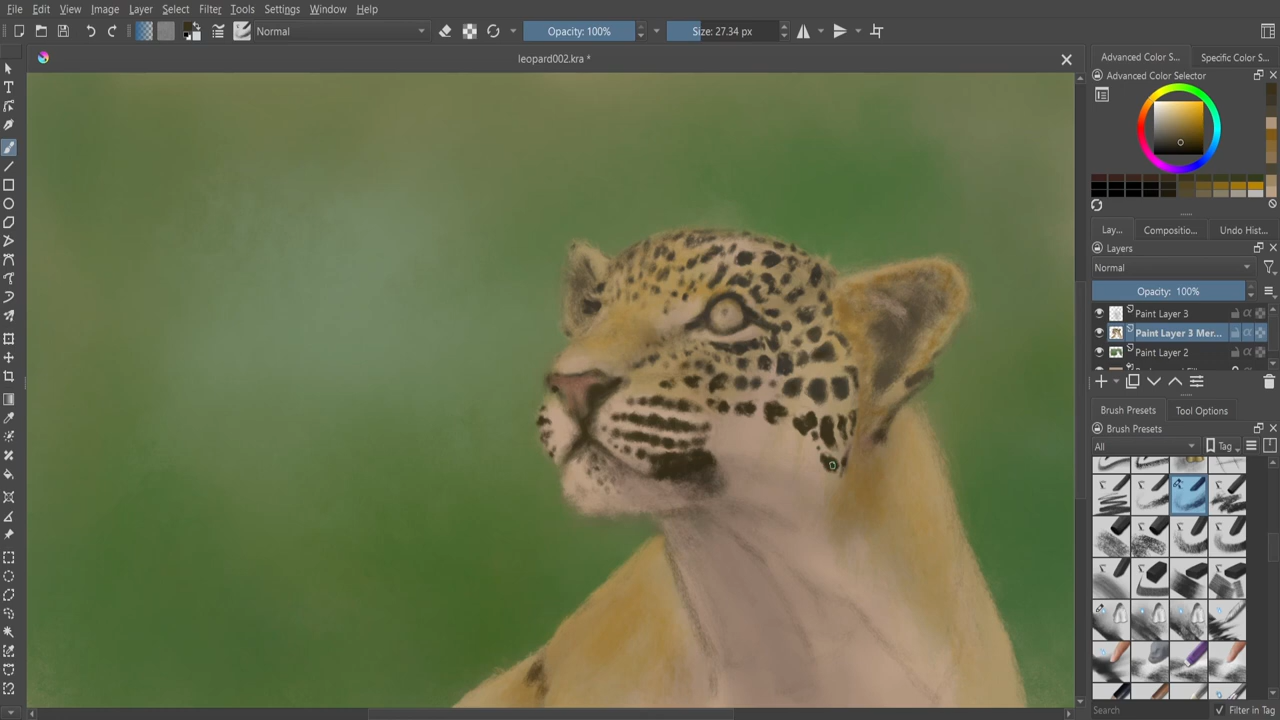 File Edit View Image Layer Select Filter Tools Settings Window Help
Normal Opacity: 100% Size: 27.34 px
leopard002.kra *
Advanced Color S... Specific Color S...
Advanced Color Selector
Lay... Compositio... Undo Hist...
Layers
Normal
Opacity: 100%
Paint Layer 3
Paint Layer 3 Mer...
Paint Layer 2
Brush Presets Tool Options
Brush Presets
All Tag
Search Filter in Tag